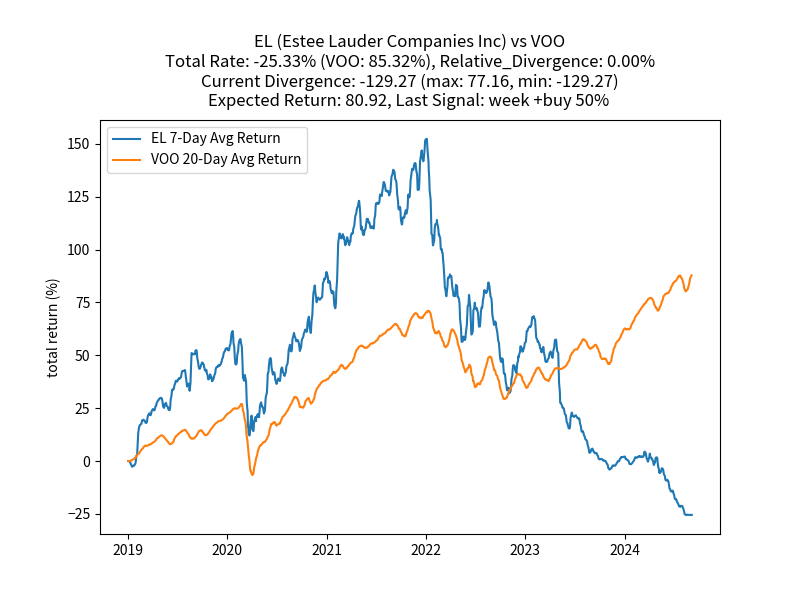 EL (Estee Lauder Companies Inc) vs VOO
Total Rate: -25.33% (VOO: 85.32%), Relative_Divergence: 0.00%
Current Divergence: -129.27 (max: 77.16, min: -129.27)
Expected Return: 80.92, Last Signal: week +buy 50%
EL 7-Day Avg Return
VOO 20-Day Avg Return
total return (%)
150
125
100
75
50
25
0
−25
2019
2020
2021
2022
2023
2024